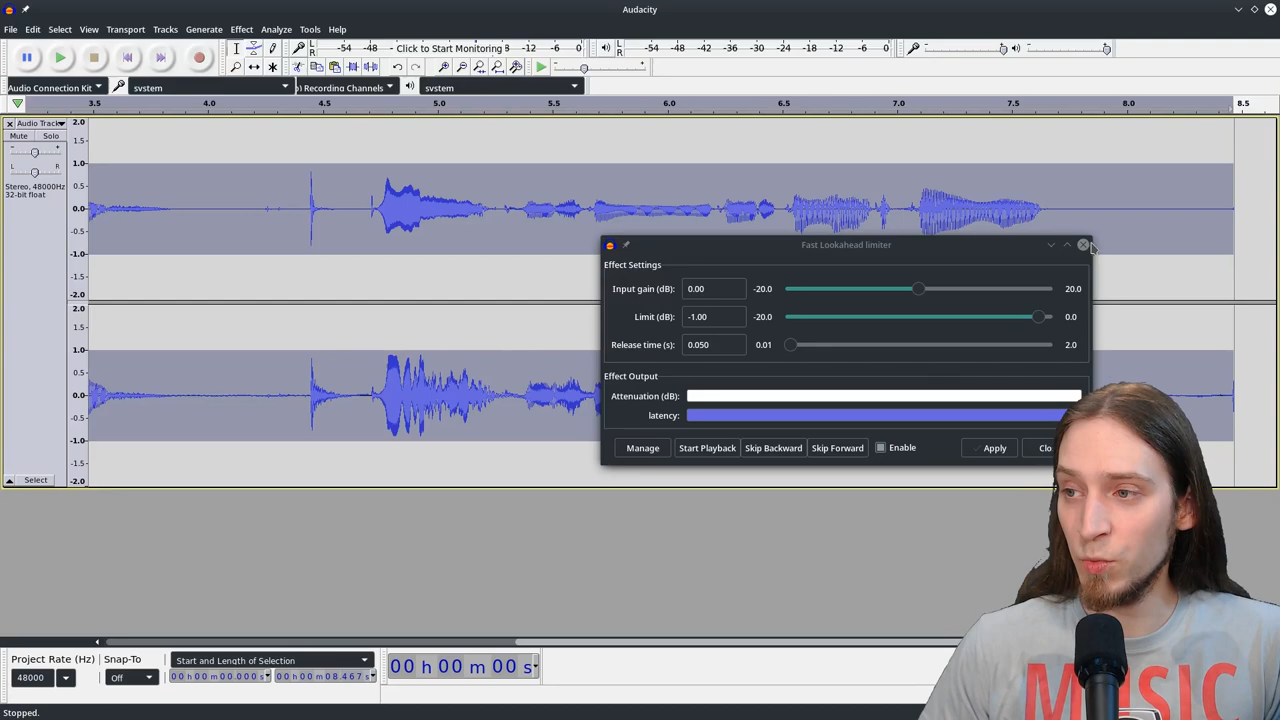 Audacity
File Edit Select View Transport Tracks Generate Effect Analyze Tools Help
L R -54 -48 Click to Start Monitoring -12 -6 0 L R -54 -48 -42 -36 -30 -24 -18 -12 -6 0
Audio Connection Kit system Recording Channels system
3.5 4.0 4.5 5.0 5.5 6.0 6.5 7.0 7.5 8.0 8.5
Audio Track
Mute Solo
- +
L R
Stereo, 48000Hz
32-bit float
2.0
1.5
1.0
0.5
0.0
-0.5
-1.0
-1.5
-2.0
2.0
1.5
1.0
0.5
0.0
-0.5
-1.0
-1.5
-2.0
Select
Fast Lookahead limiter
Effect Settings
Input gain (dB): 0.00 -20.0 20.0
Limit (dB): -1.00 -20.0 0.0
Release time (s): 0.050 0.01 2.0
Effect Output
Attenuation (dB):
latency:
Manage Start Playback Skip Backward Skip Forward Enable Apply Clo
Project Rate (Hz) Snap-To Start and Length of Selection
48000 Off 00 h 00 m 00.000 s 00 h 00 m 08.467 s 00 h 00 m 00 s
Stopped.
MUSIC